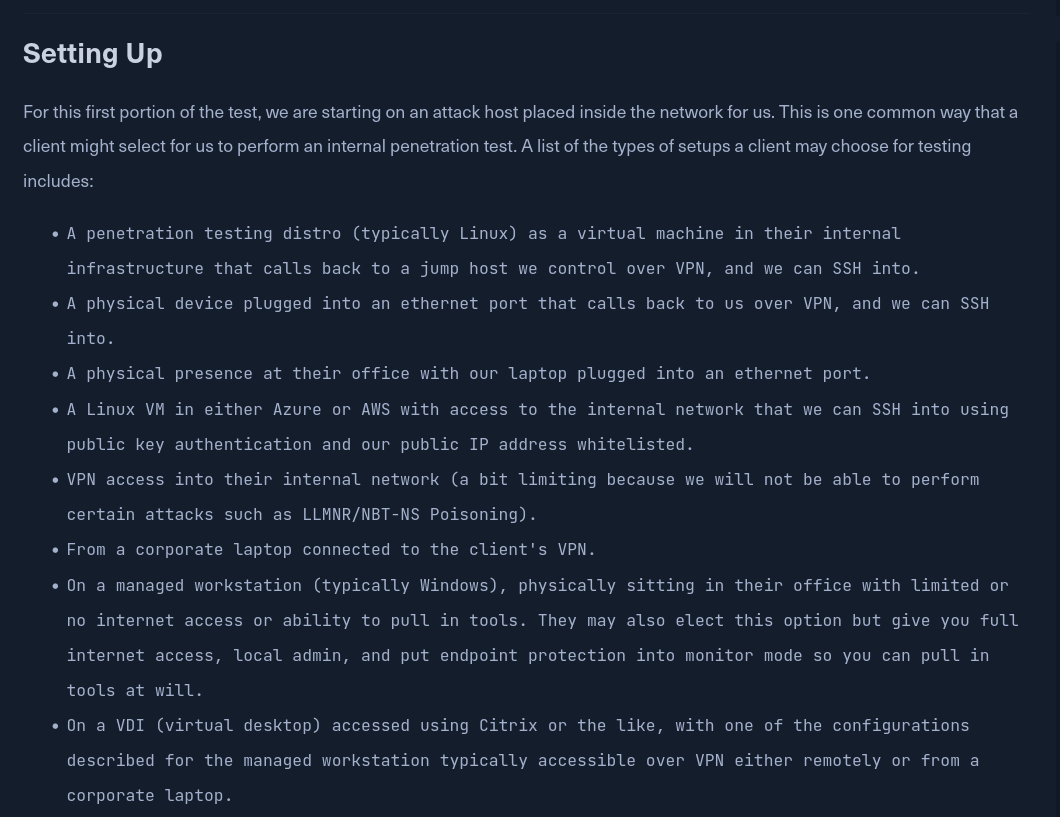 Setting Up
For this first portion of the test, we are starting on an attack host placed inside the network for us. This is one common way that a
client might select for us to perform an internal penetration test. A list of the types of setups a client may choose for testing
includes:
• A penetration testing distro (typically Linux) as a virtual machine in their internal
infrastructure that calls back to a jump host we control over VPN, and we can SSH into.
• A physical device plugged into an ethernet port that calls back to us over VPN, and we can SSH
into.
• A physical presence at their office with our laptop plugged into an ethernet port.
• A Linux VM in either Azure or AWS with access to the internal network that we can SSH into using
public key authentication and our public IP address whitelisted.
• VPN access into their internal network (a bit limiting because we will not be able to perform
certain attacks such as LLMNR/NBT-NS Poisoning).
• From a corporate laptop connected to the client's VPN.
• On a managed workstation (typically Windows), physically sitting in their office with limited or
no internet access or ability to pull in tools. They may also elect this option but give you full
internet access, local admin, and put endpoint protection into monitor mode so you can pull in
tools at will.
• On a VDI (virtual desktop) accessed using Citrix or the like, with one of the configurations
described for the managed workstation typically accessible over VPN either remotely or from a
corporate laptop.